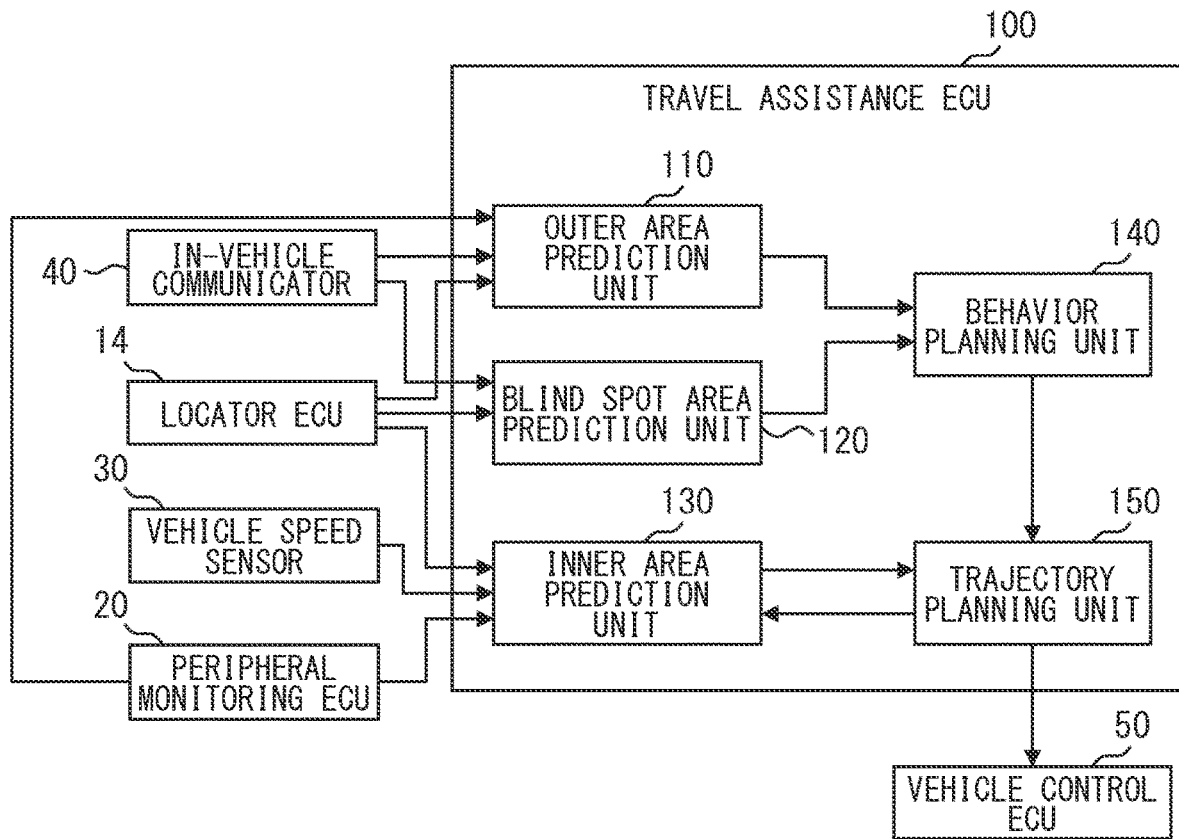 100
TRAVEL ASSISTANCE ECU
110
OUTER AREA
PREDICTION
UNIT
40
IN-VEHICLE
COMMUNICATOR
140
BEHAVIOR
PLANNING UNIT
14
LOCATOR ECU
BLIND SPOT AREA
PREDICTION UNIT
120
30
VEHICLE SPEED
SENSOR
130
INNER AREA
PREDICTION
UNIT
150
TRAJECTORY
PLANNING UNIT
20
PERIPHERAL
MONITORING ECU
50
VEHICLE CONTROL
ECU